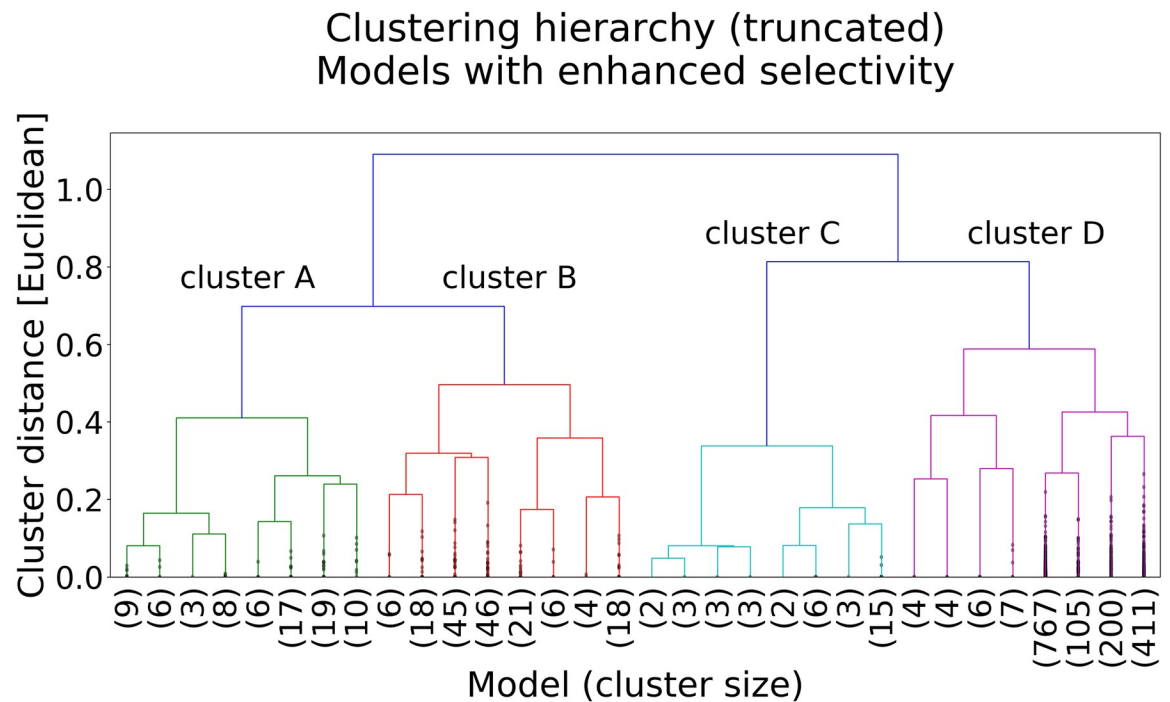 Clustering hierarchy (truncated)
Models with enhanced selectivity
Cluster distance [Euclidean]
1.0
0.8
0.6
0.4
0.2
0.0
cluster A
cluster B
cluster C
cluster D
(9) (6) (3) (8) (6) (17) (19) (10) (6) (18) (45) (46) (21) (6) (4) (18) (2) (3) (3) (3) (2) (6) (3) (15) (4) (4) (6) (7) (767) (105) (200) (411)
Model (cluster size)